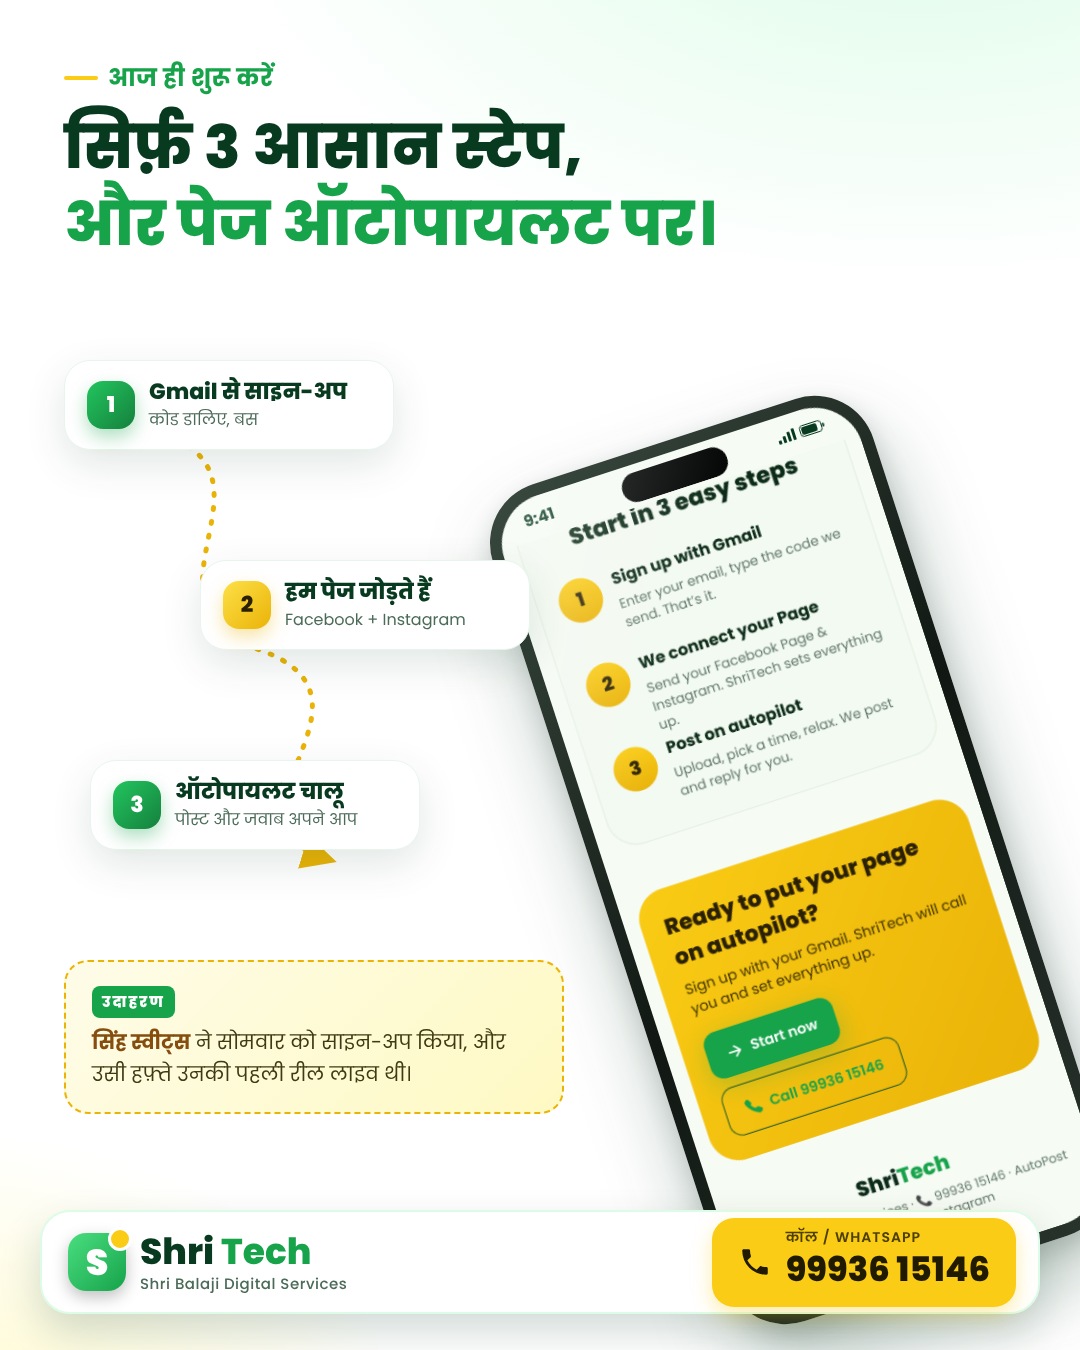 आज ही शुरू करें
सिर्फ़ 3 आसान स्टेप,
और पेज ऑटोपायलट पर।
1
Gmail से साइन-अप
कोड डालिए, बस
2
हम पेज जोड़ते हैं
Facebook + Instagram
3
ऑटोपायलट चालू
पोस्ट और जवाब अपने आप
उदाहरण
सिंह स्वीट्स ने सोमवार को साइन-अप किया, और
उसी हफ़्ते उनकी पहली रील लाइव थी।
9:41
Start in 3 easy steps
1
Sign up with Gmail
Enter your email, type the code we
send. That's it.
2
We connect your Page
Send your Facebook Page &
Instagram. ShriTech sets everything
up.
3
Post on autopilot
Upload, pick a time, relax. We post
and reply for you.
Ready to put your page
on autopilot?
Sign up with your Gmail. ShriTech will call
you and set everything up.
→ Start now
Call 99936 15146
ShriTech
· 99936 15146 · AutoPost
S
Shri Tech
Shri Balaji Digital Services
कॉल / WHATSAPP
99936 15146